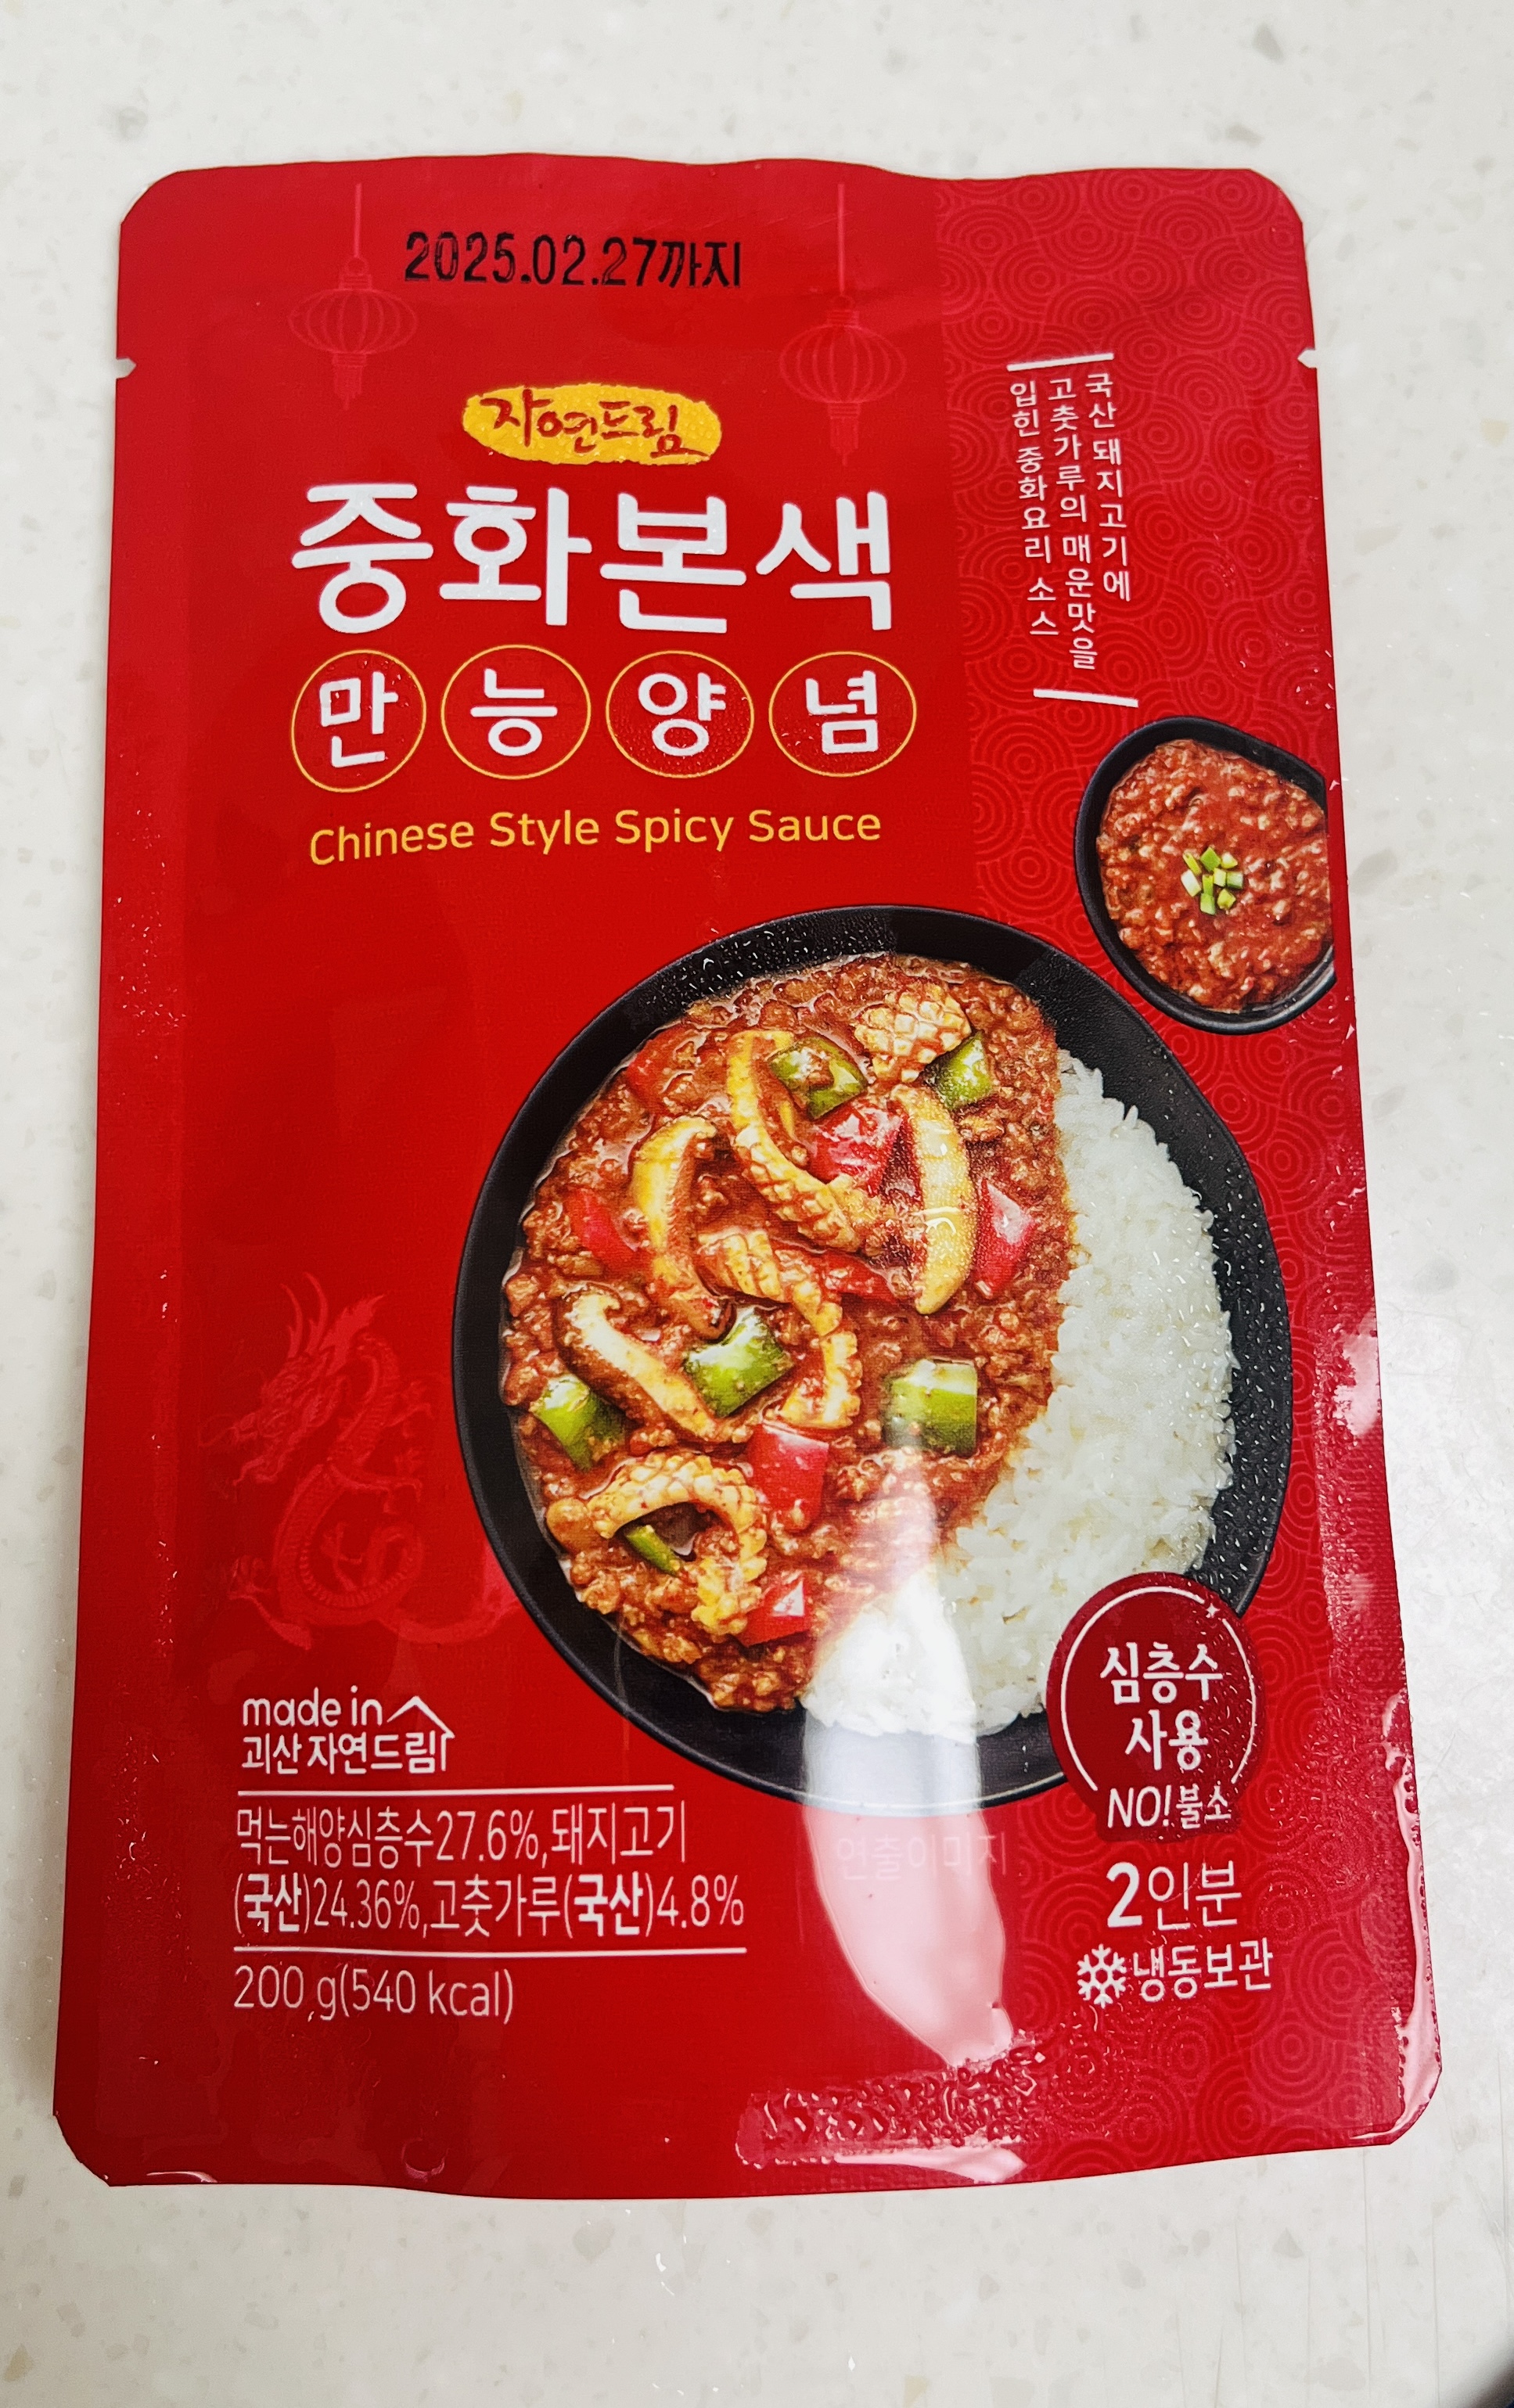 2025.02.27까지
자연드림
중화본색
만능양념
Chinese Style Spicy Sauce
국산 돼지고기에
고춧가루의 매운맛을
입힌 중화요리 소스
심층수
사용
NO! 불소
made in
괴산자연드림
먹는해양심층수27.6%,돼지고기
(국산)24.36%,고춧가루(국산)4.8%
200 g(540 kcal)
연출이미지
2인분
냉동보관